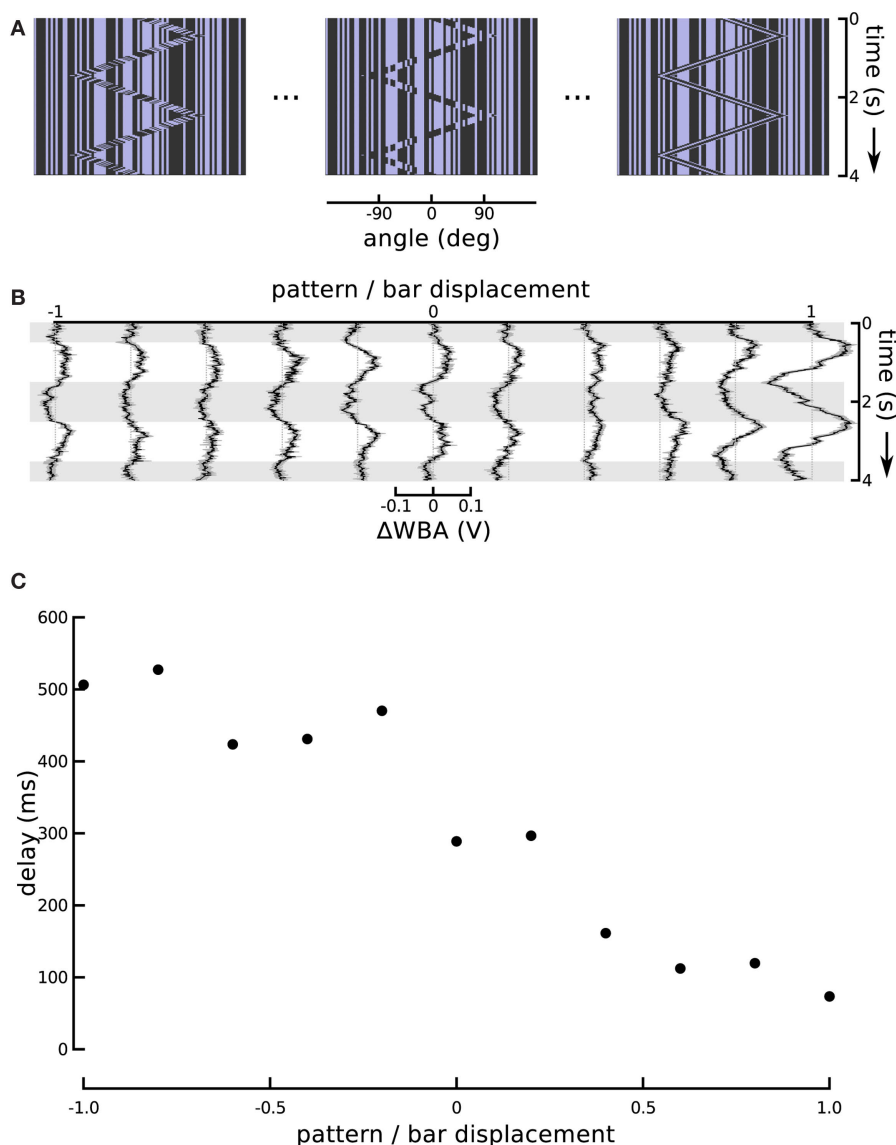 A
...
...
0
2
4
time (s)
-90 0 90
angle (deg)
B
pattern / bar displacement
-1 0 1
0
2
4
time (s)
-0.1 0 0.1
ΔWBA (V)
C
600
500
400
300
200
100
0
delay (ms)
-1.0 -0.5 0 0.5 1.0
pattern / bar displacement